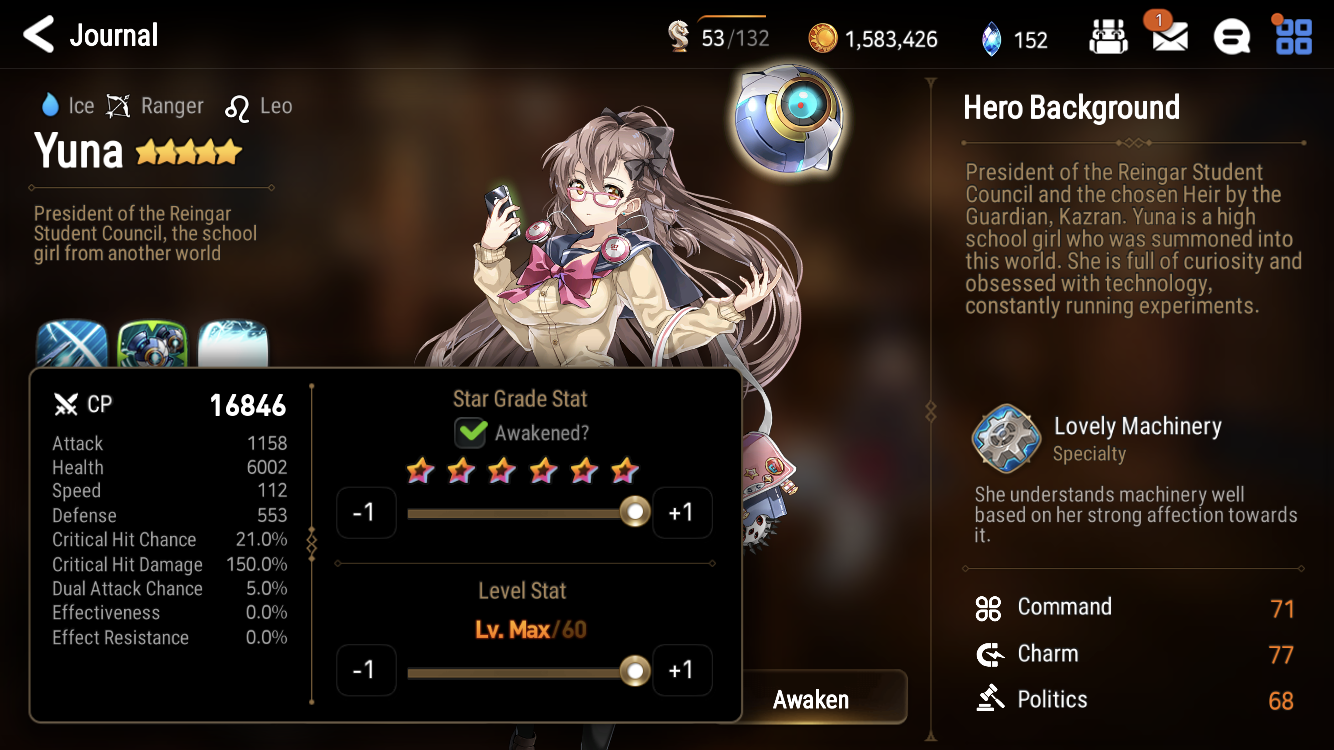 Journal
53/132
1,583,426
152
1
Ice Ranger Leo
Yuna
President of the Reingar
Student Council, the school
girl from another world
CP 16846
Attack 1158
Health 6002
Speed 112
Defense 553
Critical Hit Chance 21.0%
Critical Hit Damage 150.0%
Dual Attack Chance 5.0%
Effectiveness 0.0%
Effect Resistance 0.0%
Star Grade Stat
Awakened?
-1 +1
Level Stat
Lv. Max/60
-1 +1
Awaken
Hero Background
President of the Reingar Student
Council and the chosen Heir by the
Guardian, Kazran. Yuna is a high
school girl who was summoned into
this world. She is full of curiosity and
obsessed with technology,
constantly running experiments.
Lovely Machinery
Specialty
She understands machinery well
based on her strong affection towards
it.
Command 71
Charm 77
Politics 68